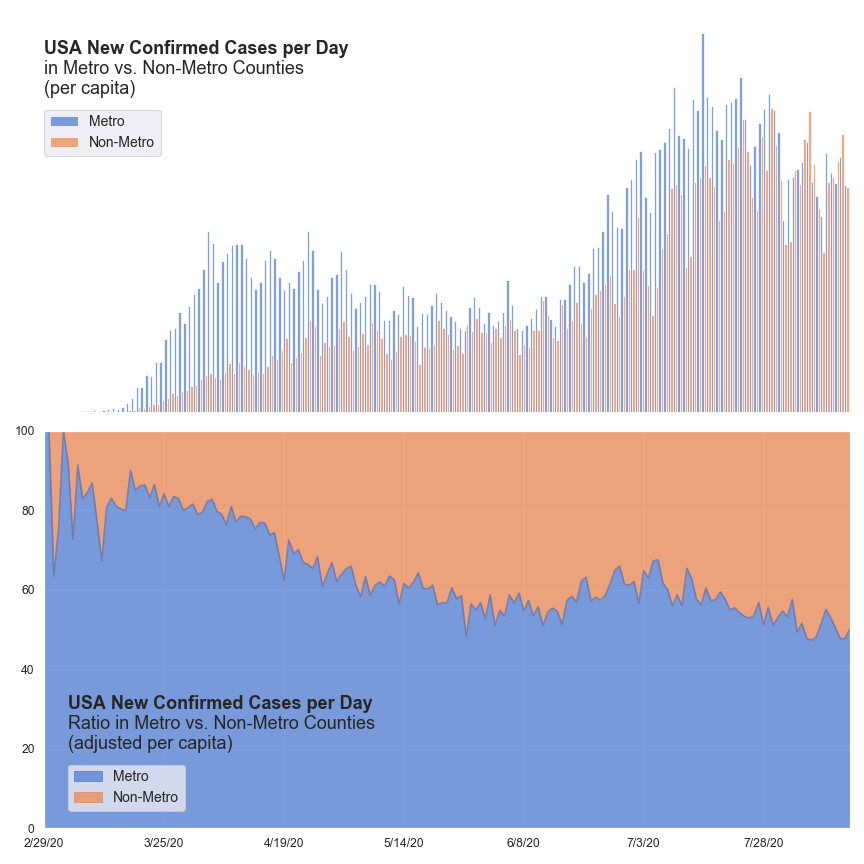 USA New Confirmed Cases per Day
in Metro vs. Non-Metro Counties
(per capita)
Metro
Non-Metro
100
80
60
40
20
0
USA New Confirmed Cases per Day
Ratio in Metro vs. Non-Metro Counties
(adjusted per capita)
Metro
Non-Metro
2/29/20 3/25/20 4/19/20 5/14/20 6/8/20 7/3/20 7/28/20